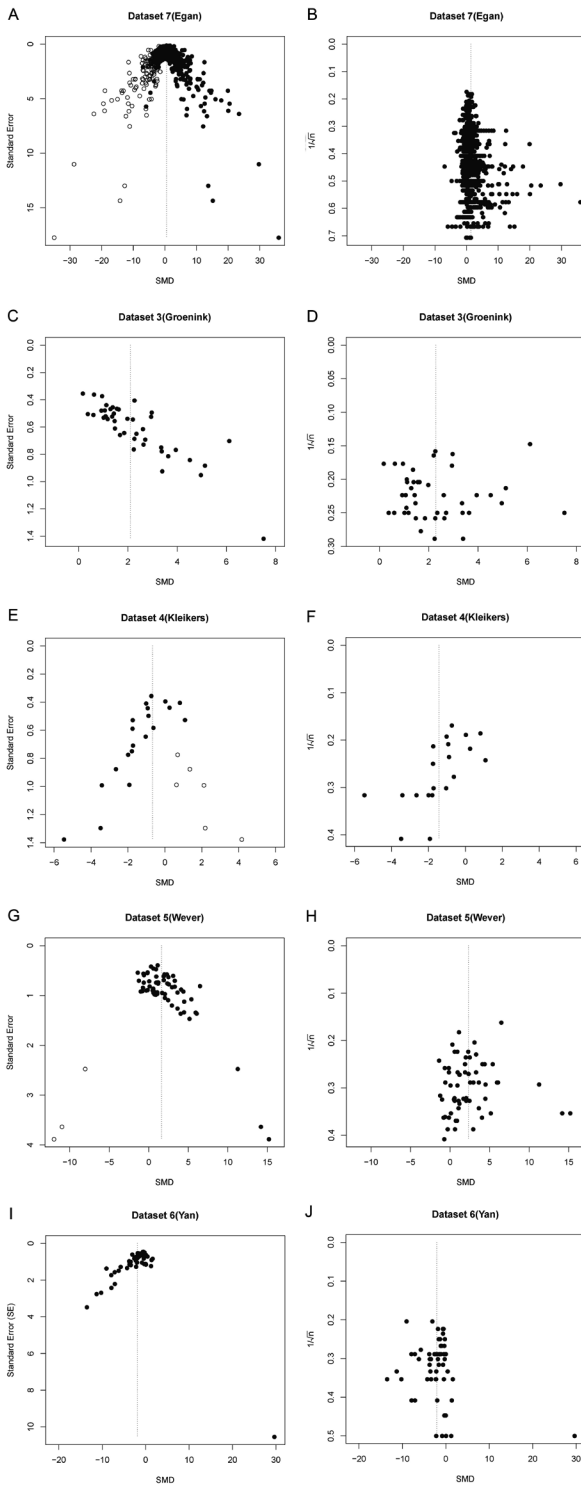 A
Dataset 7(Egan)
0
5
10
15
Standard Error
−30 −20 −10 0 10 20 30
SMD
B
Dataset 7(Egan)
0.0
0.1
0.2
0.3
0.4
0.5
0.6
0.7
1/√n
−30 −20 −10 0 10 20 30
SMD
C
Dataset 3(Groenink)
0.0
0.2
0.4
0.6
0.8
1.0
1.2
1.4
Standard Error
0 2 4 6 8
SMD
D
Dataset 3(Groenink)
0.00
0.05
0.10
0.15
0.20
0.25
0.30
1/√n
0 2 4 6 8
SMD
E
Dataset 4(Kleikers)
0.0
0.2
0.4
0.6
0.8
1.0
1.2
1.4
Standard Error
−6 −4 −2 0 2 4 6
SMD
F
Dataset 4(Kleikers)
0.0
0.1
0.2
0.3
0.4
1/√n
−6 −4 −2 0 2 4 6
SMD
G
Dataset 5(Wever)
0
1
2
3
4
Standard Error
−10 −5 0 5 10 15
SMD
H
Dataset 5(Wever)
0.0
0.1
0.2
0.3
0.4
1/√n
−10 −5 0 5 10 15
SMD
I
Dataset 6(Yan)
0
2
4
6
8
10
Standard Error (SE)
−20 −10 0 10 20 30
SMD
J
Dataset 6(Yan)
0.0
0.1
0.2
0.3
0.4
0.5
1/√n
−20 −10 0 10 20 30
SMD